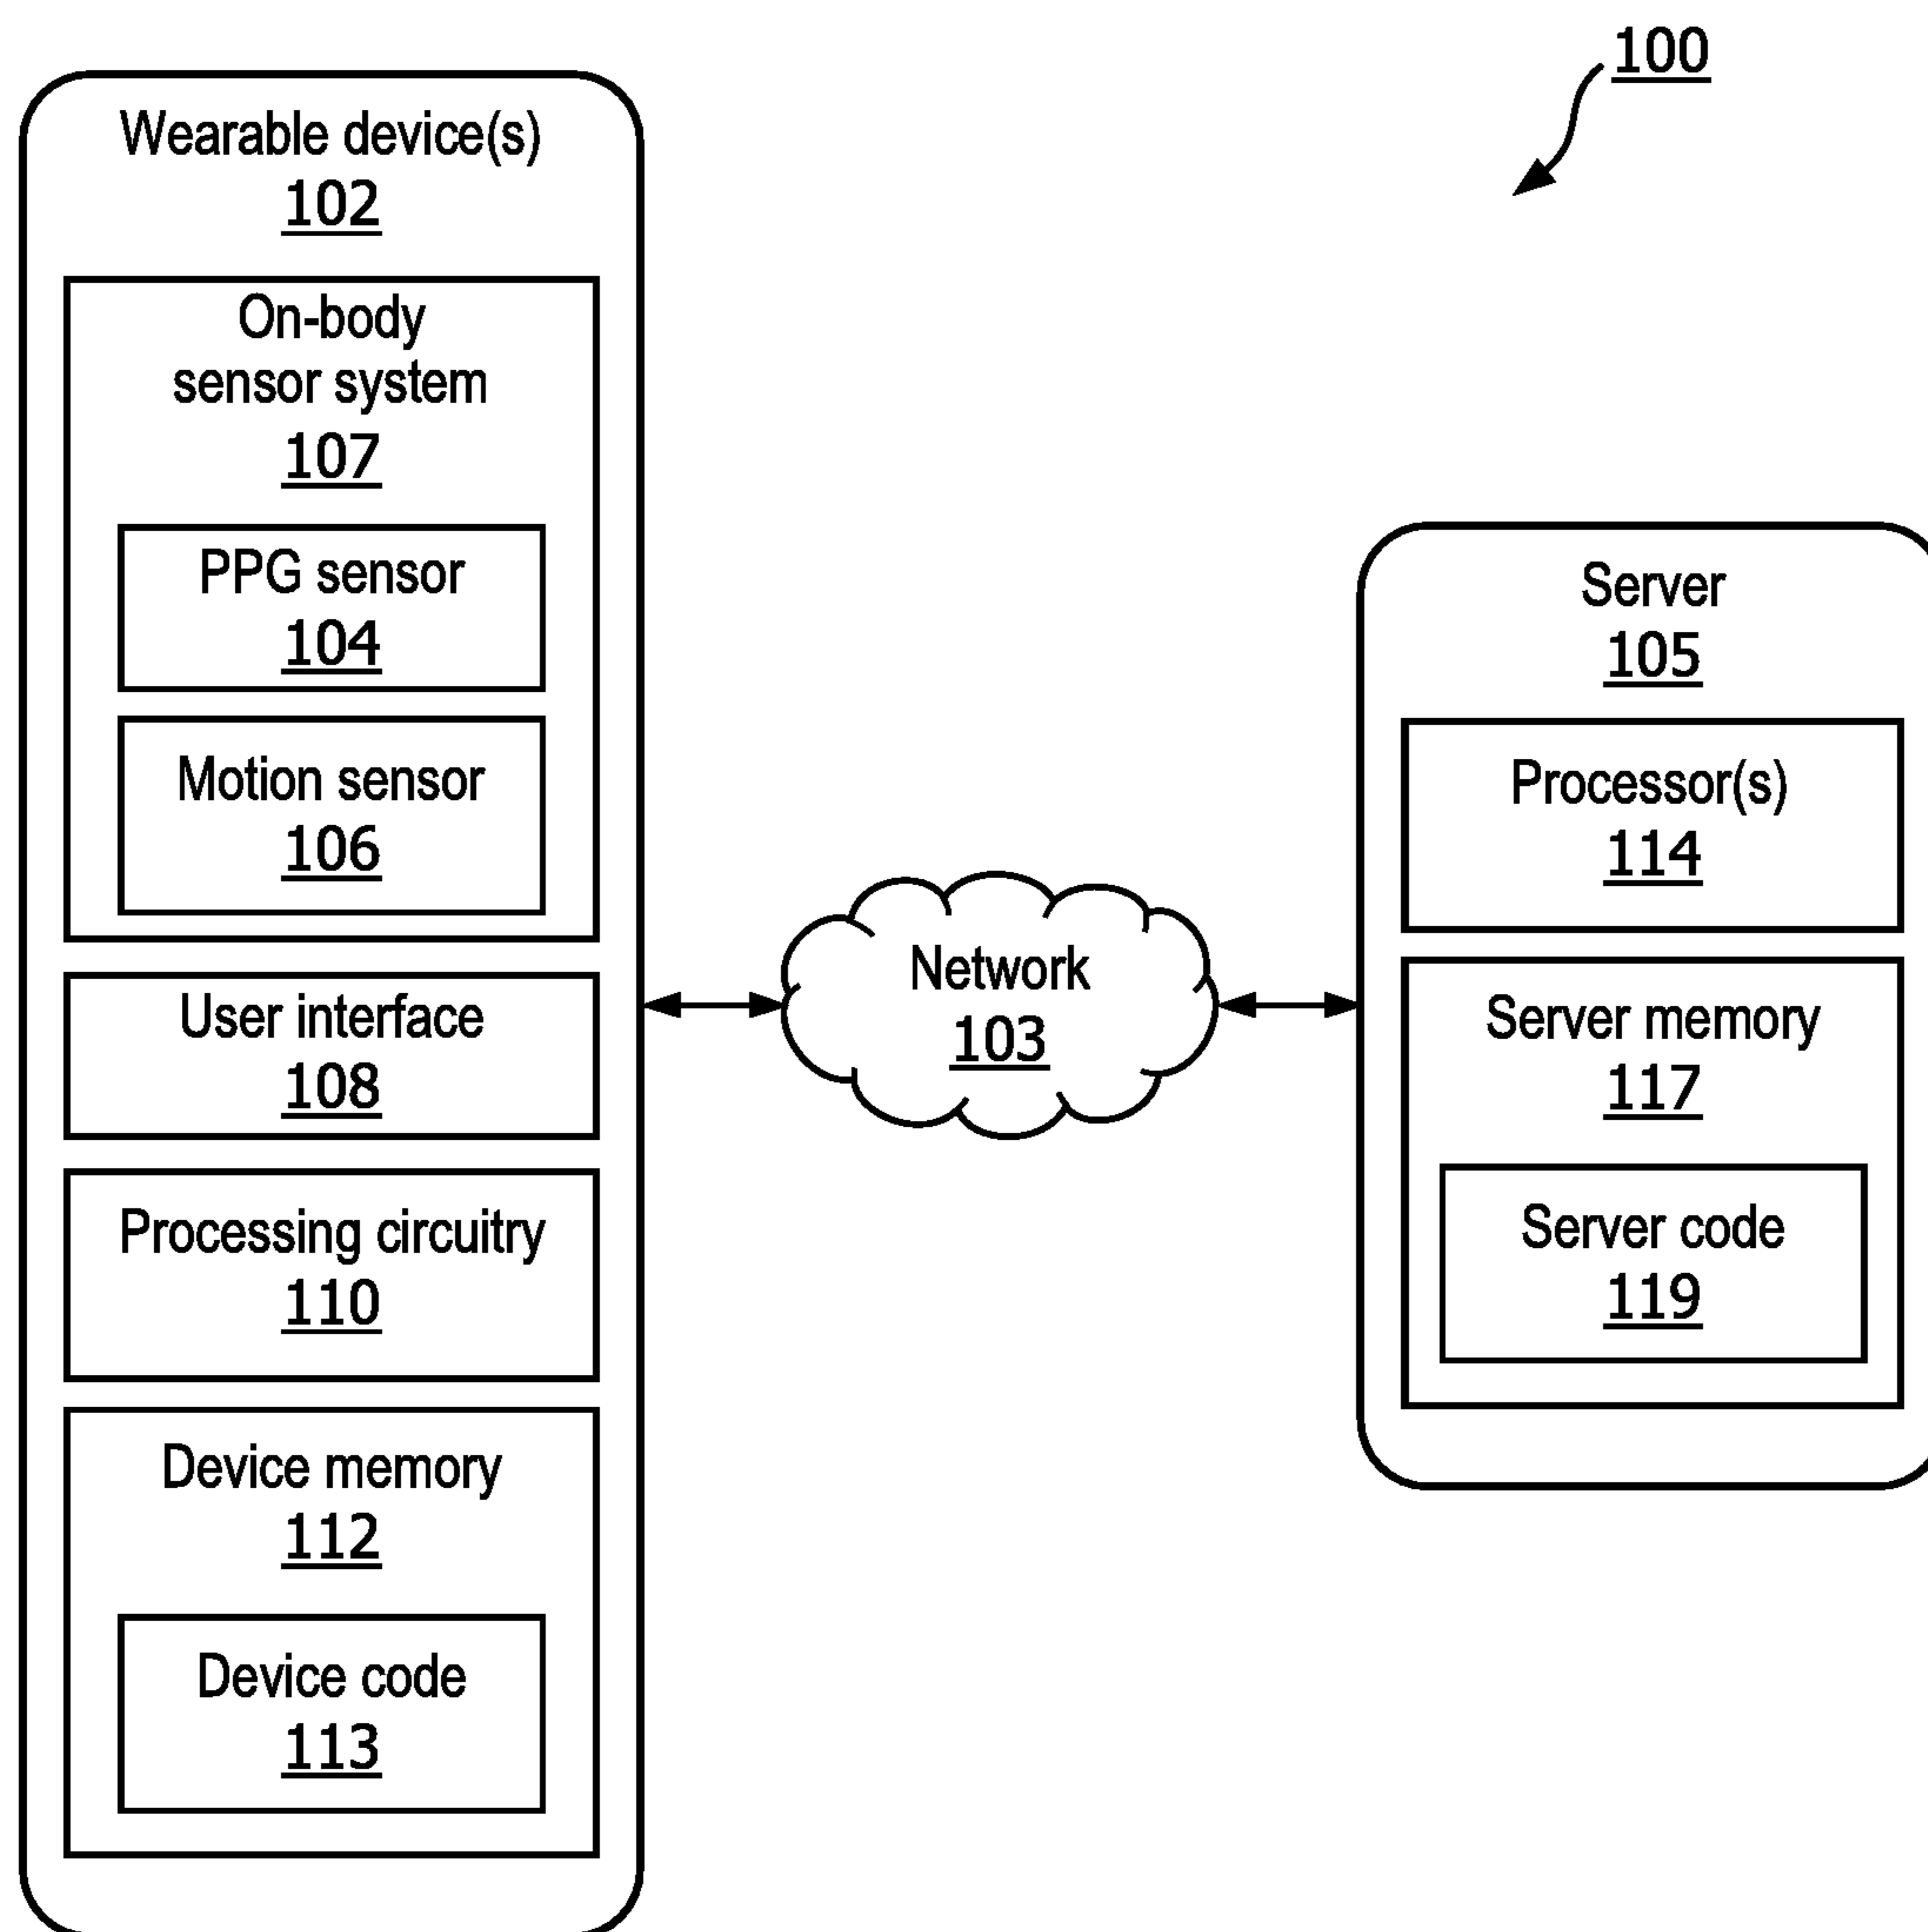 100
Wearable device(s)
102
On-body
sensor system
107
PPG sensor
104
Motion sensor
106
User interface
108
Processing circuitry
110
Device memory
112
Device code
113
Network
103
Server
105
Processor(s)
114
Server memory
117
Server code
119